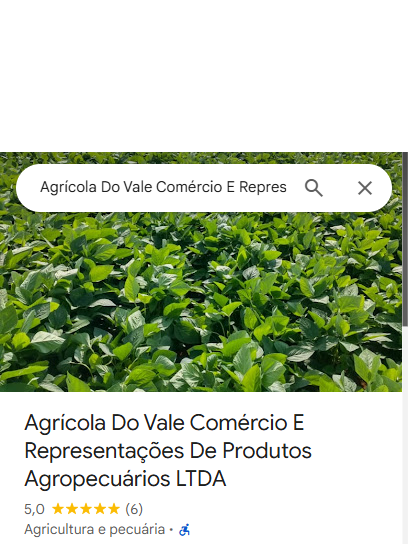 Agrícola Do Vale Comércio E Repres
Agrícola Do Vale Comércio E
Representações De Produtos
Agropecuários LTDA
5,0 ★★★★★ (6)
Agricultura e pecuária ·